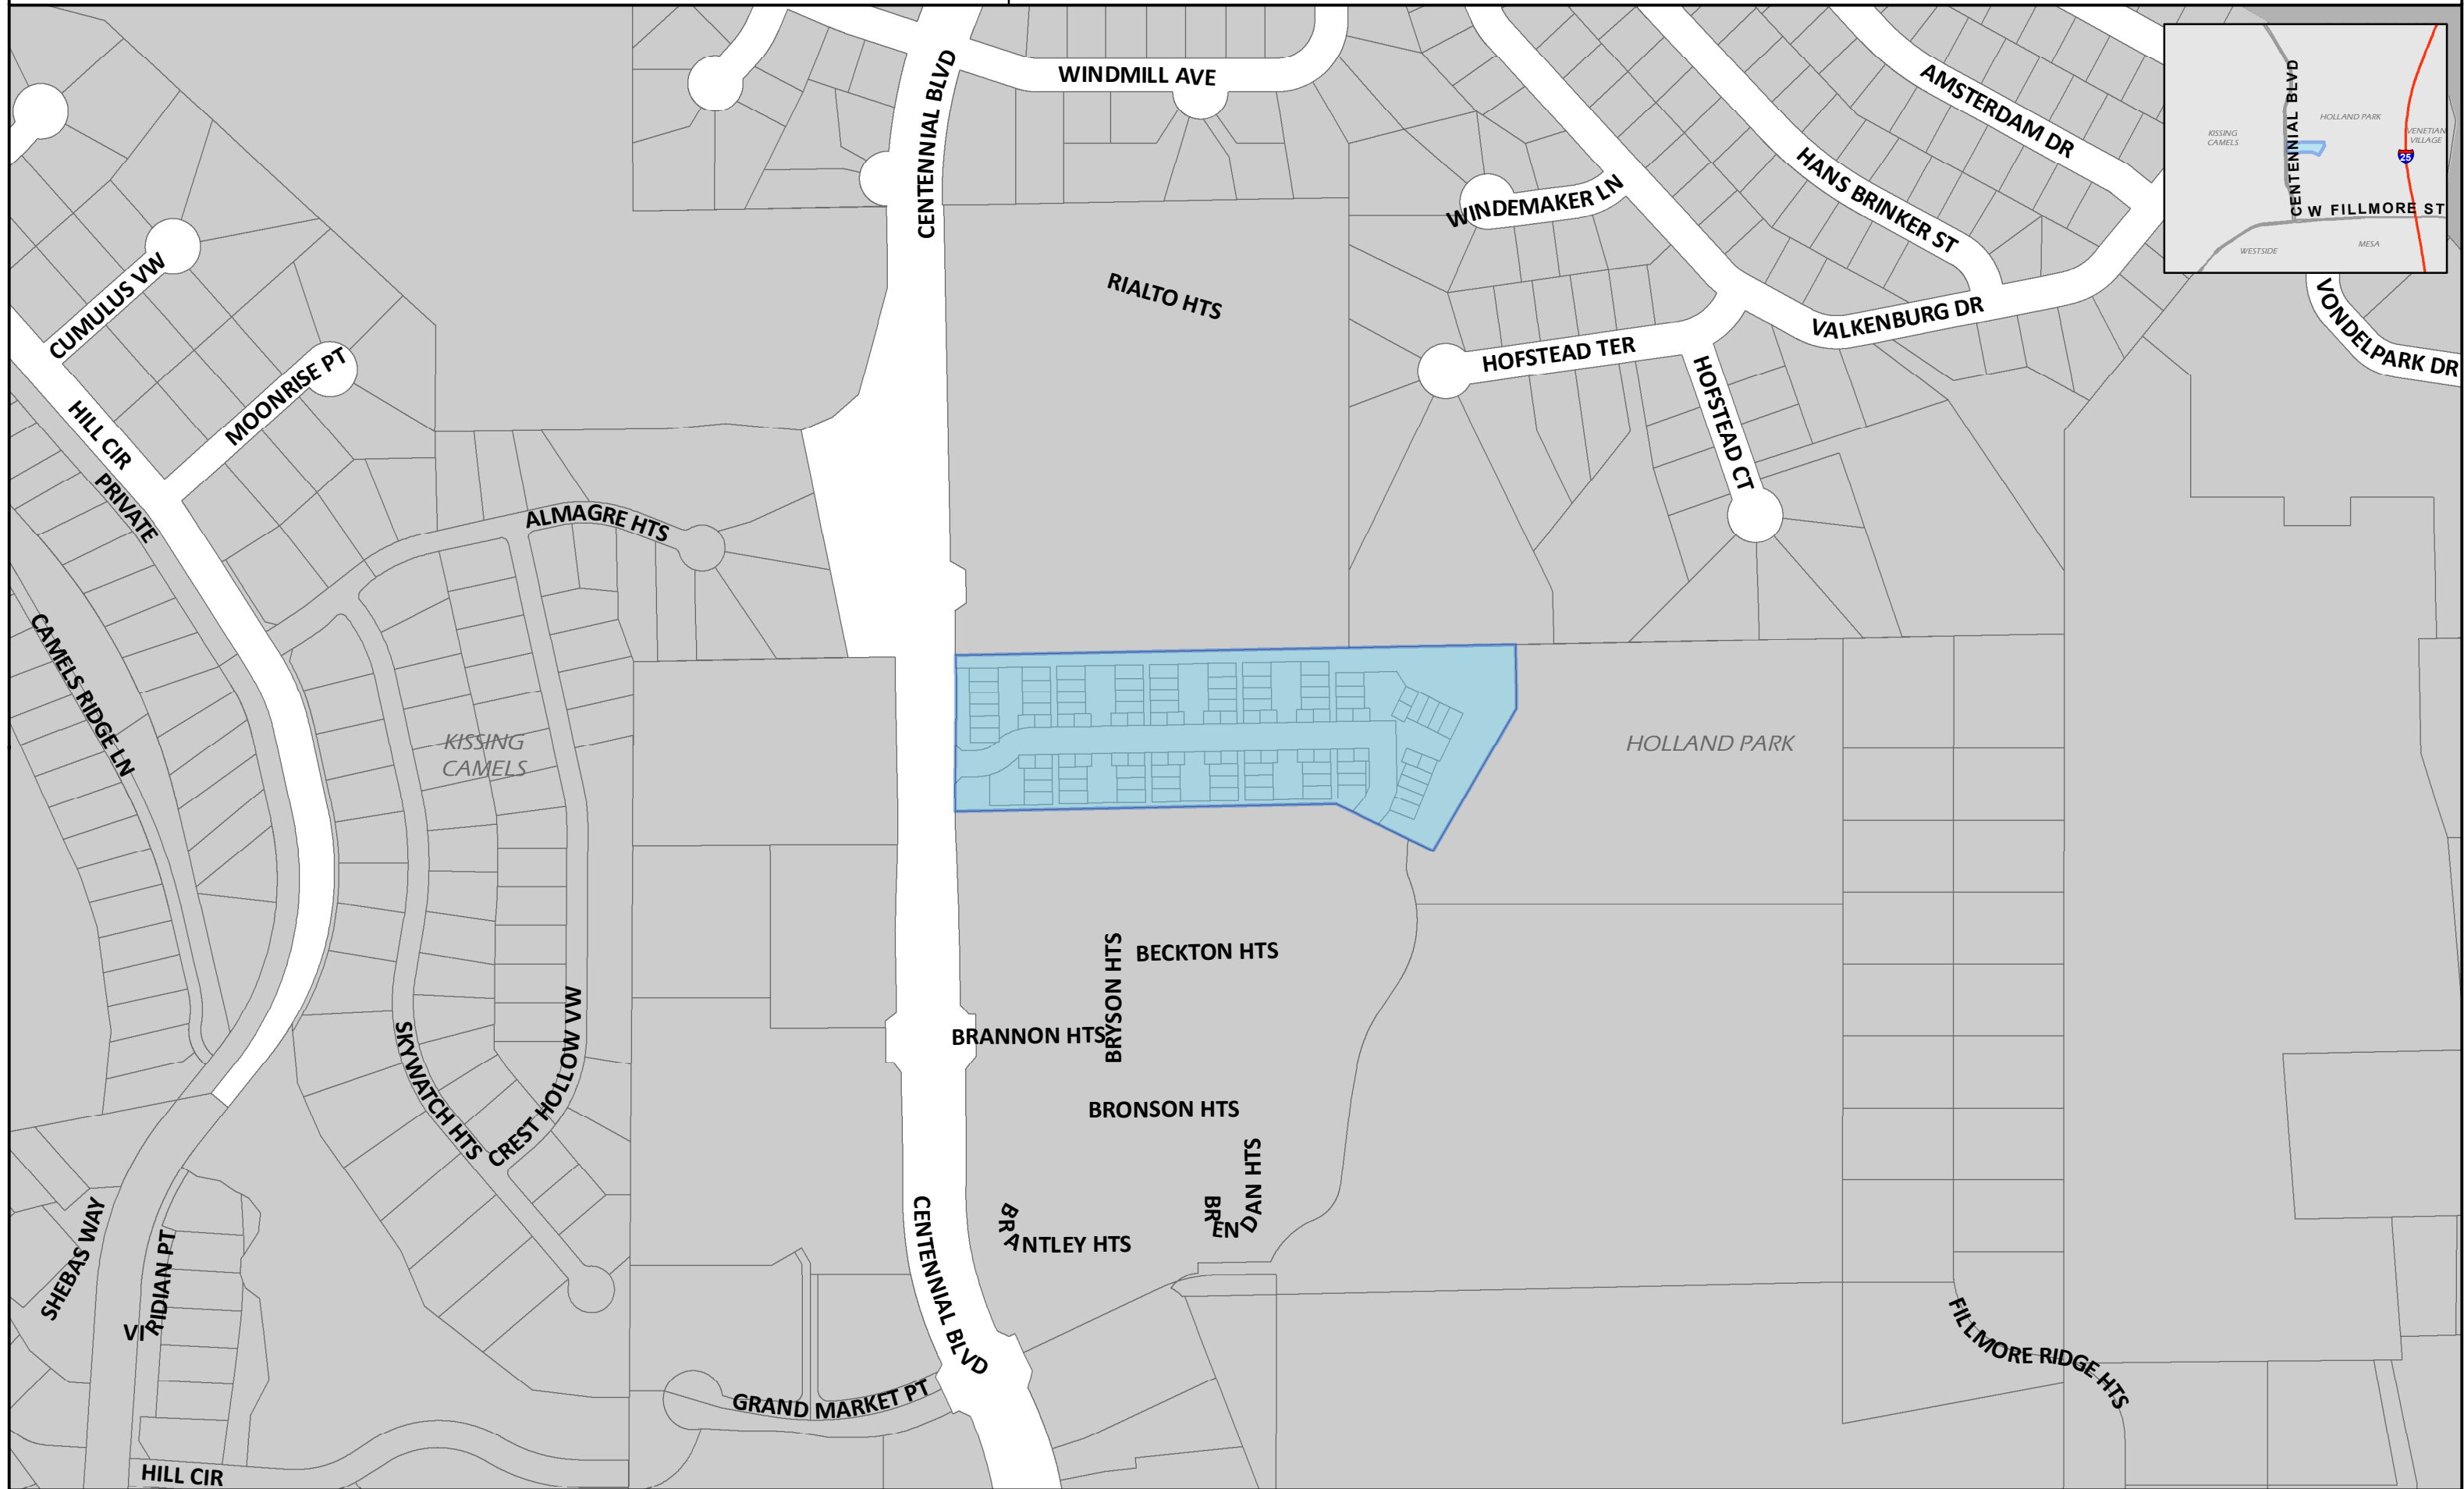 WINDMILL AVE
CENTENNIAL BLVD
AMSTERDAM DR
HANS BRINKER ST
WINDEMAKER LN
VALKENBURG DR
HOFSTEAD TER
HOFSTEAD CT
VONDELPARK DR
RIALTO HTS
CUMULUS VW
MOONRISE PT
HILL CIR
PRIVATE
ALMAGRE HTS
CAMELS RIDGE LN
KISSING
CAMELS
HOLLAND PARK
BECKTON HTS
BRYSON HTS
BRANNON HTS
BRONSON HTS
BRENDAN HTS
BRANTLEY HTS
SKYWATCH HTS
CREST HOLLOW VW
SHEBAS WAY
VIRIDIAN PT
CENTENNIAL BLVD
GRAND MARKET PT
FILLMORE RIDGE HTS
HILL CIR
CENTENNIAL BLVD
HOLLAND PARK
KISSING
CAMELS
VENETIAN
VILLAGE
25
W FILLMORE ST
WESTSIDE
MESA